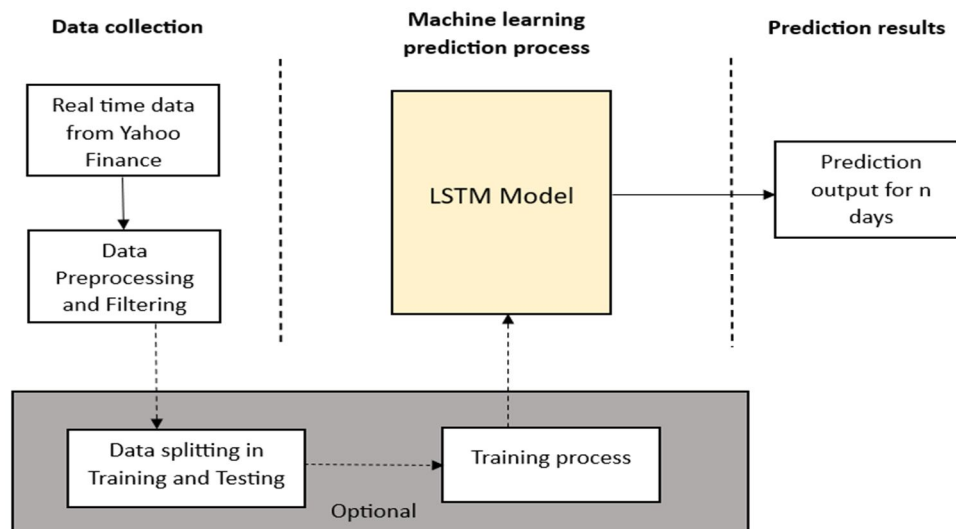 Data collection
Machine learning
prediction process
Prediction results
Real time data
from Yahoo
Finance
Data
Preprocessing
and Filtering
LSTM Model
Prediction
output for n
days
Data splitting in
Training and Testing
Training process
Optional